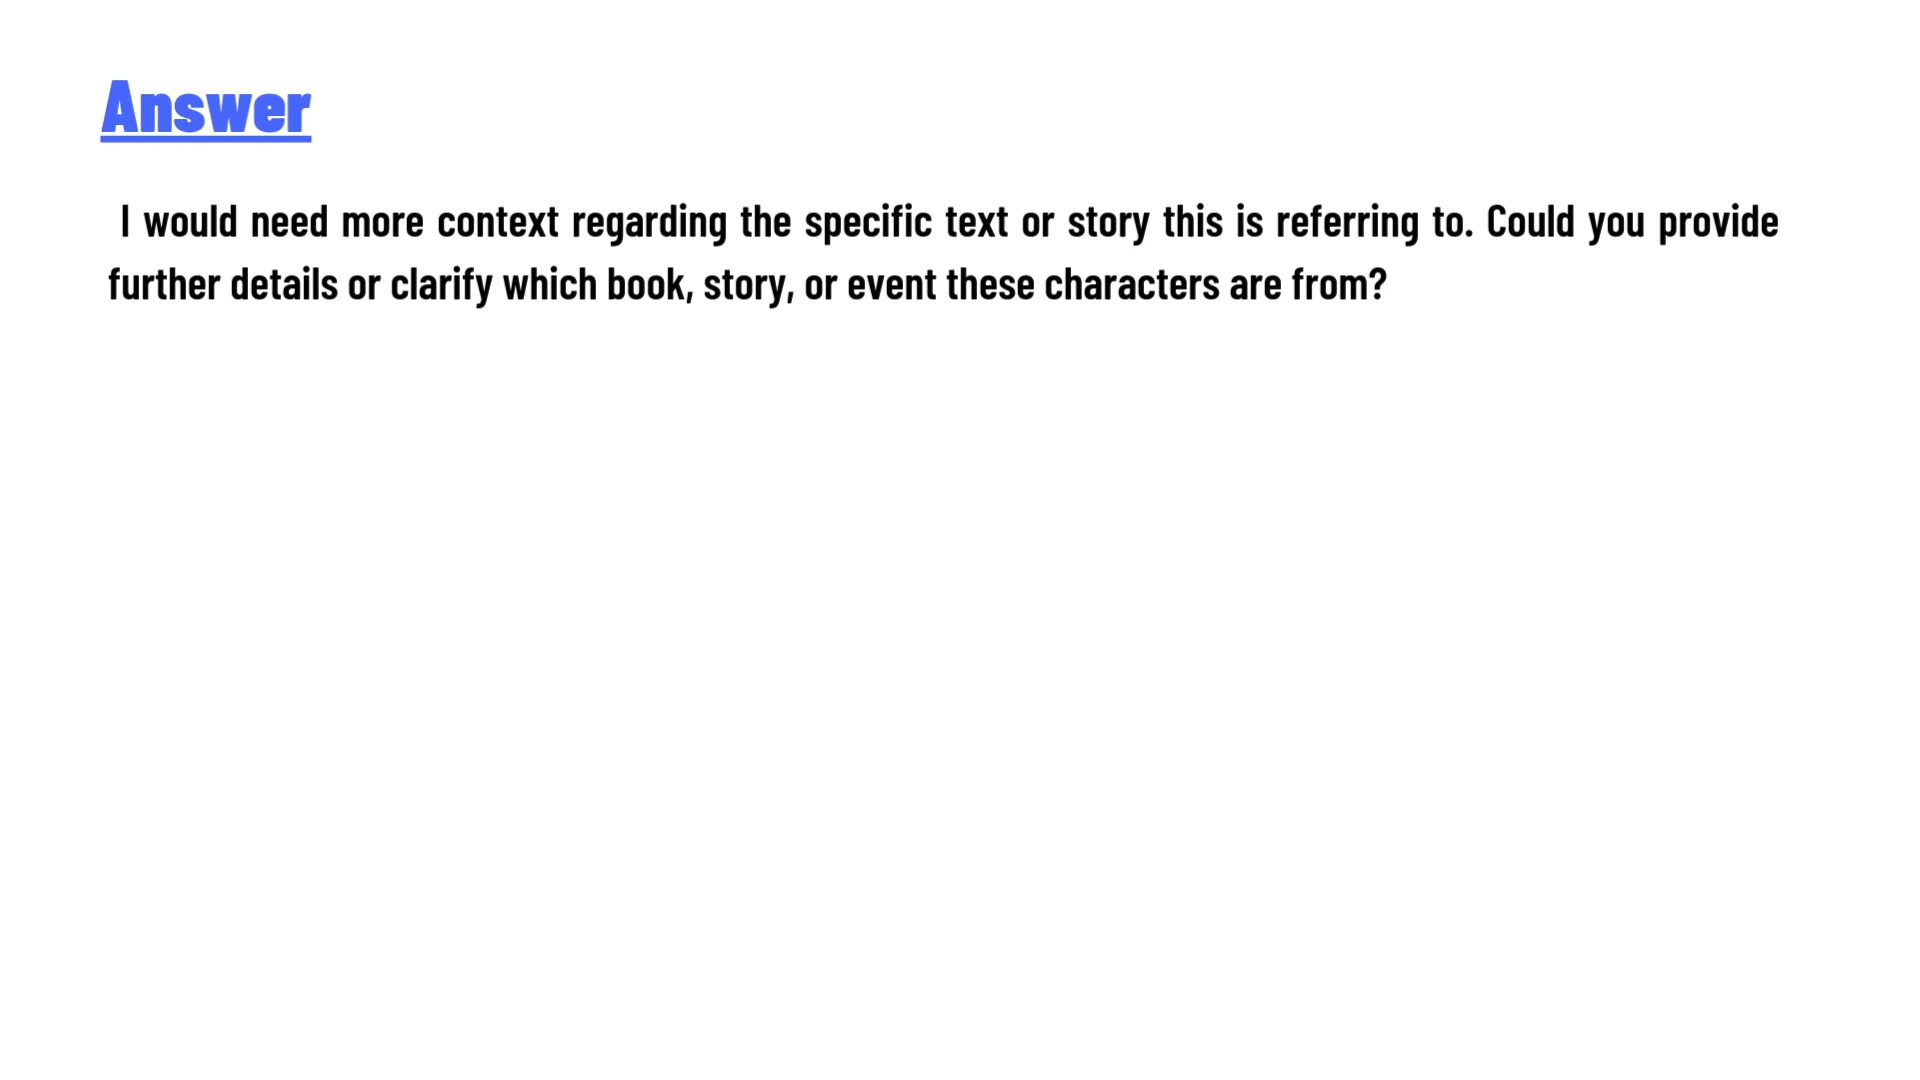 Answer
I would need more context regarding the specific text or story this is referring to. Could you provide
further details or clarify which book, story, or event these characters are from?